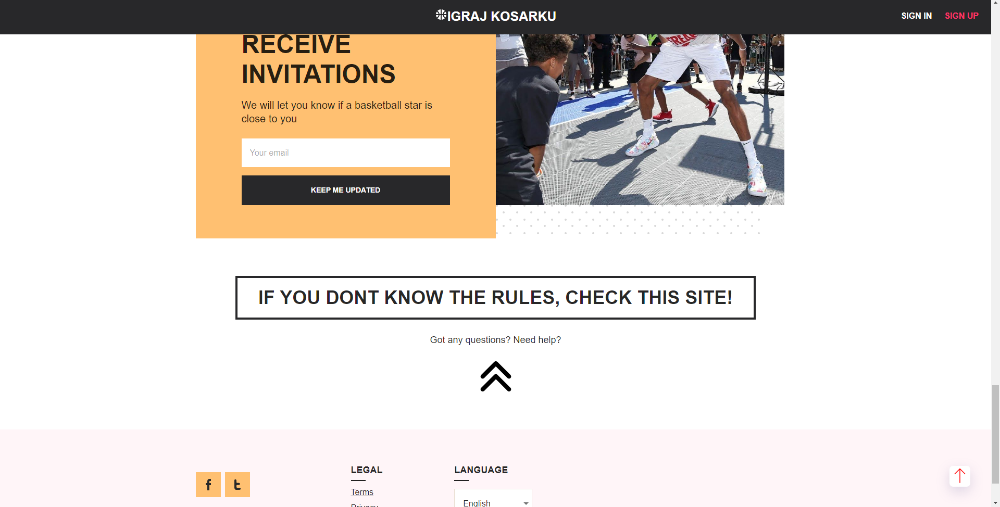 IGRAJ KOSARKU
SIGN IN
SIGN UP
RECEIVE
INVITATIONS
We will let you know if a basketball star is
close to you
Your email
KEEP ME UPDATED
FREAK
IF YOU DONT KNOW THE RULES, CHECK THIS SITE!
Got any questions? Need help?
LEGAL
LANGUAGE
Terms
Privacy
English